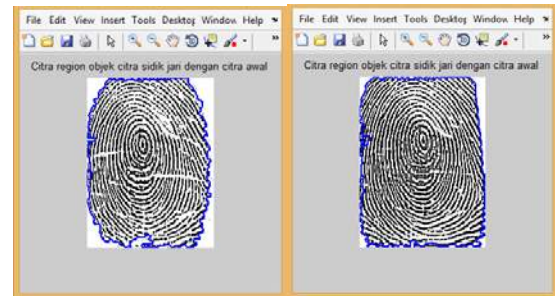 File Edit View Insert Tools Desktop Window Help
Citra region objek citra sidik jari dengan citra awal
File Edit View Insert Tools Desktop Window Help
Citra region objek citra sidik jari dengan citra awal